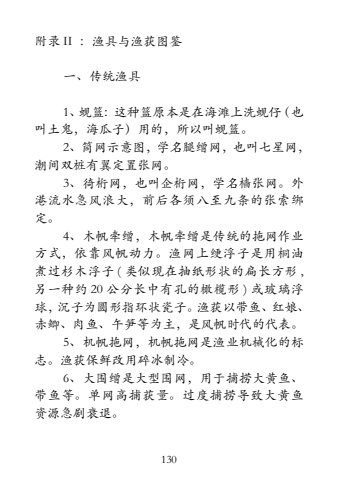 附录 II ：渔具与渔获图鉴
一、传统渔具
1、蚬篮：这种篮原本是在海滩上洗蚬仔（也
叫土鬼，海瓜子）用的，所以叫蚬篮。
2、筒网示意图，学名腿缯网，也叫七星网，
潮间双桩有翼定置张网。
3、待桁网，也叫企桁网，学名樯张网。外
港流水急风浪大，前后各须八至九条的张索绑
定。
4、木帆牵缯，木帆牵缯是传统的拖网作业
方式，依靠风帆动力。渔网上绠浮子是用桐油
煮过杉木浮子 ( 类似现在抽纸形状的扁长方形 ,
另一种约 20 公分长中有孔的橄榄形 ) 或玻璃浮
球，沉子为圆形指环状瓷子。渔获以带鱼、红娘、
赤鲫、肉鱼、午笋等为主，是风帆时代的代表。
5、机帆拖网，机帆拖网是渔业机械化的标
志。渔获保鲜改用碎冰制冷。
6、大围缯是大型围网，用于捕捞大黄鱼、
带鱼等。单网高捕获量。过度捕捞导致大黄鱼
资源急剧衰退。
130